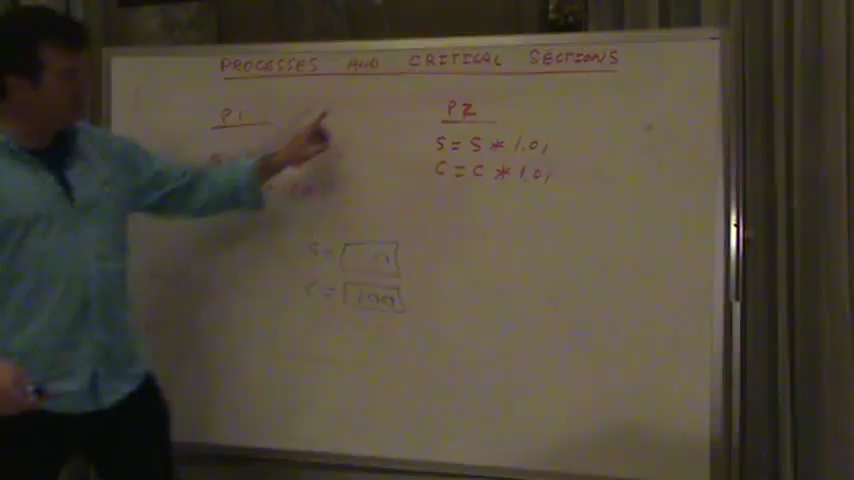 PROCESSES AND CRITICAL SECTIONS
P1
P2
S = S * 1.01
C = C * 1.01
S
S =
C = 100